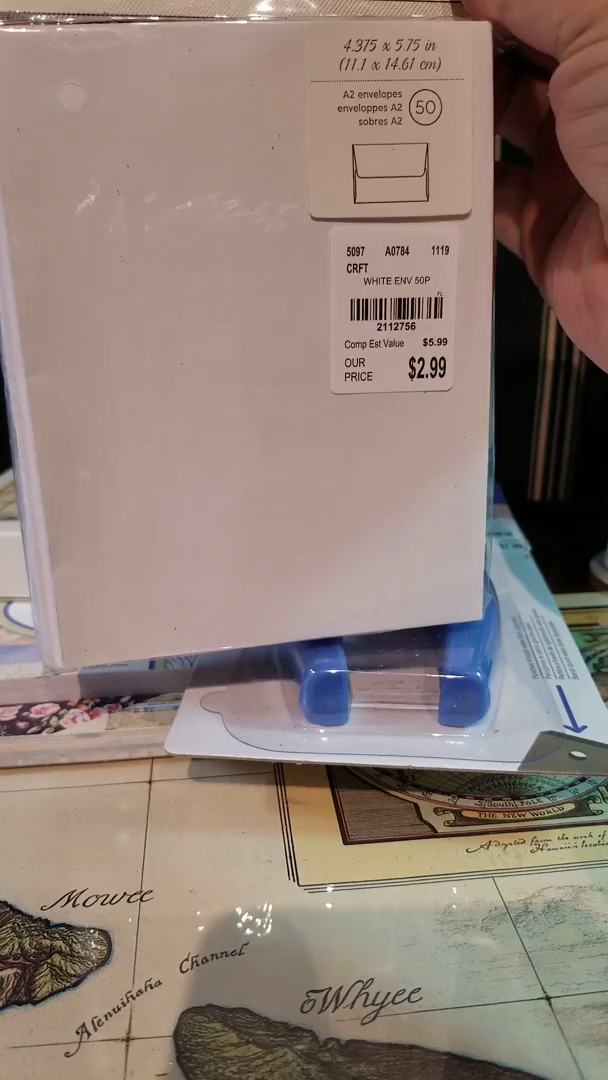 4.375 x 5.75 in
(11.1 x 14.61 cm)
A2 envelopes
enveloppes A2
sobres A2
50
5097 A0784 1119
CRFT
WHITE ENV 50P
FL
2112756
Comp Est Value $5.99
OUR PRICE $2.99
S/South POLE
THE NEW WORLD
Adapted from the work of
Mowee
Alenuihaha Channel
ōWhyee